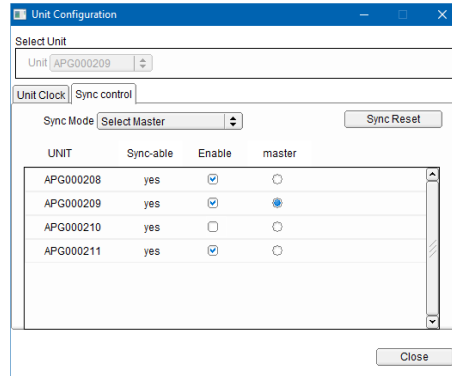 Unit Configuration
Select Unit
Unit APG000209
Unit Clock Sync control
Sync Mode Select Master Sync Reset
UNIT Sync-able Enable master
APG000208 yes
APG000209 yes
APG000210 yes
APG000211 yes
Close